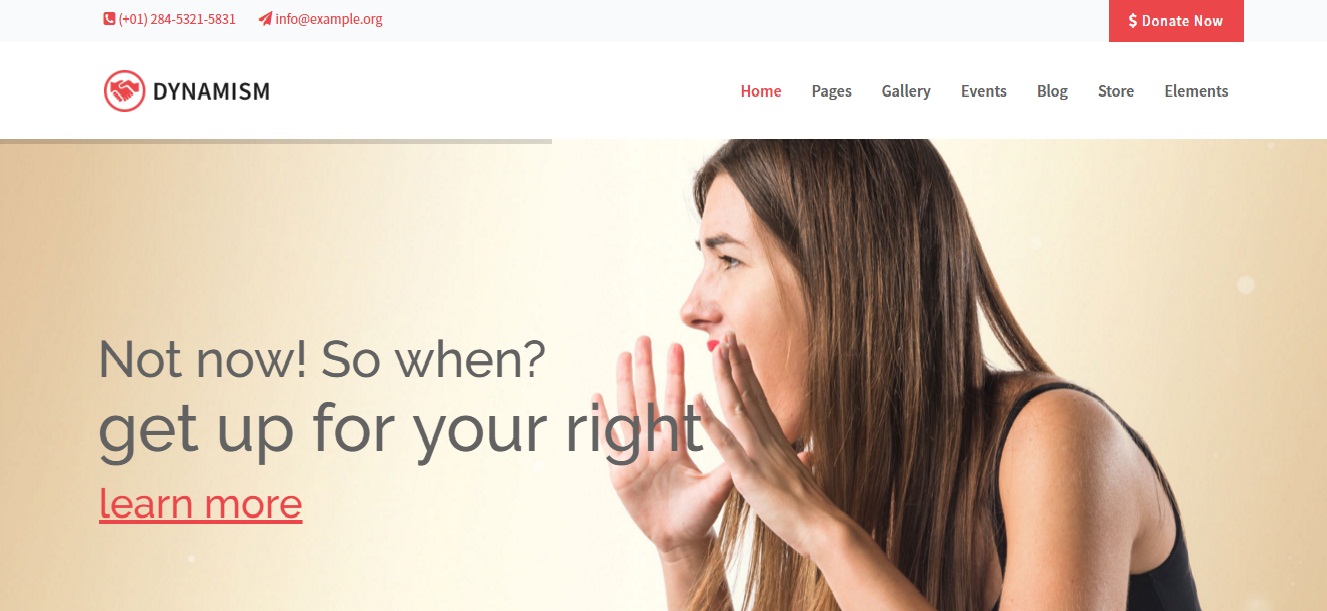 (+01) 284-5321-5831 info@example.org $ Donate Now
DYNAMISM Home Pages Gallery Events Blog Store Elements
Not now! So when?
get up for your right
learn more